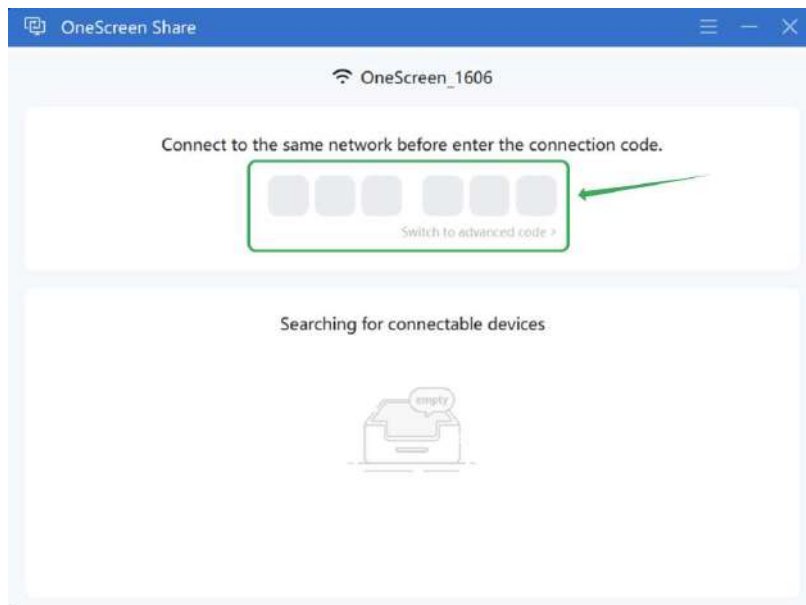 OneScreen Share
OneScreen_1606
Connect to the same network before enter the connection code.
Switch to advanced code >
Searching for connectable devices
empty